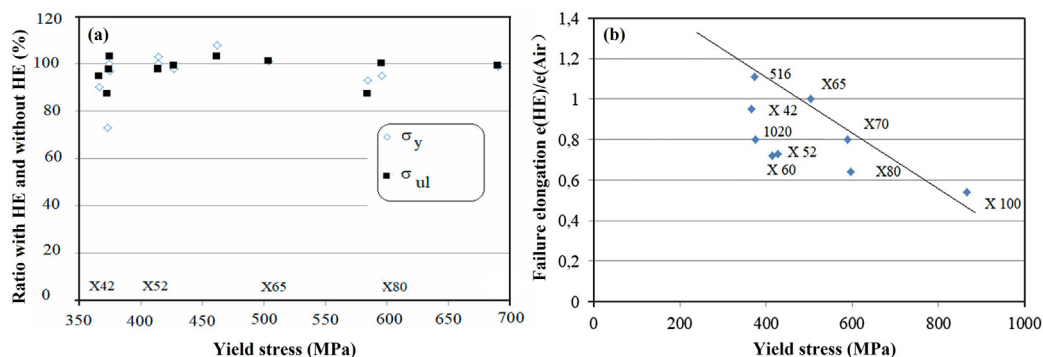 Ratio with HE and without HE (%)
(a)
120
100
80
60
40
20
0
σy
σul
X42 X52 X65 X80
350 400 450 500 550 600 650 700
Yield stress (MPa)
Failure elongation e(HE)/e(Air)
(b)
1,4
1,2
1
0,8
0,6
0,4
0,2
0
516
X65
X 42
1020
X70
X 52
X 60
X80
X 100
0 200 400 600 800 1000
Yield stress (MPa)